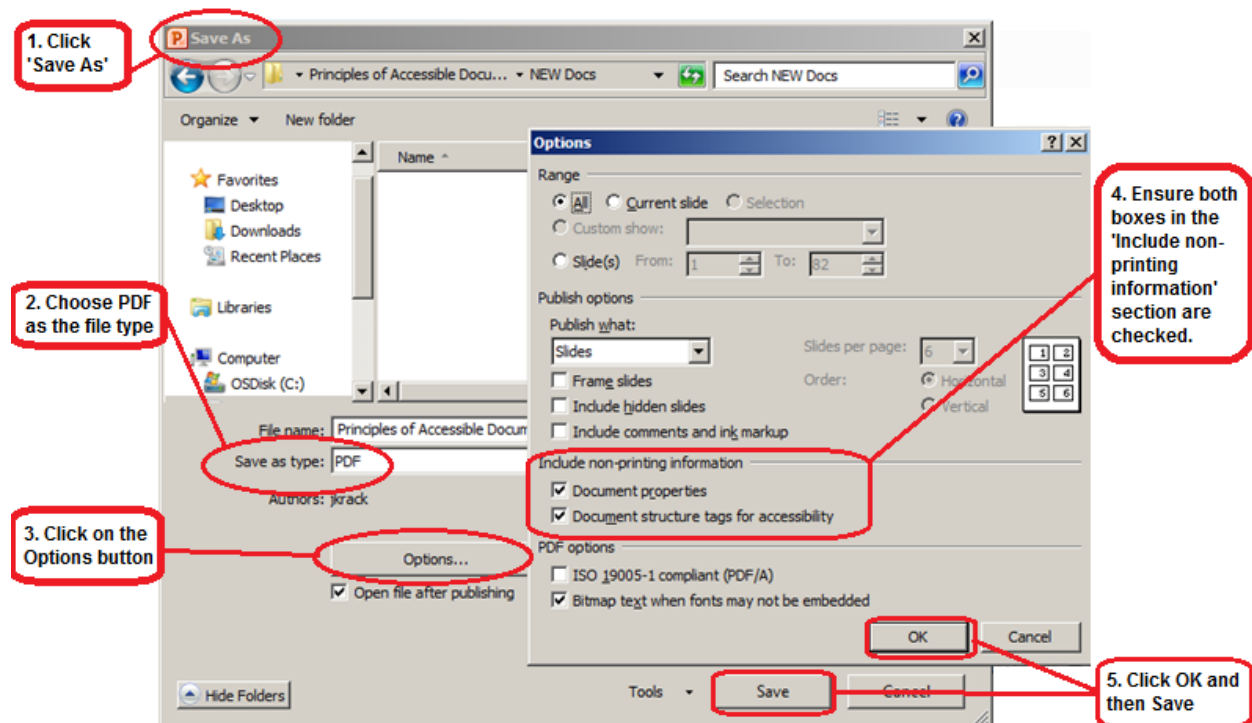 1. Click
'Save As'
Save As
Principles of Accessible Docu...
NEW Docs
Search NEW Docs
Organize
New folder
Name
Favorites
Desktop
Downloads
Recent Places
Libraries
Computer
OSDisk (C:)
2. Choose PDF
as the file type
File name: Principles of Accessible Docum
Save as type: PDF
Authors: jkrack
3. Click on the
Options button
Options...
Open file after publishing
Hide Folders
Tools
Save
Cancel
Options
?
Range
All
Current slide
Selection
Custom show:
Slide(s)
From: 1
To: 82
Publish options
Publish what:
Slides
Slides per page: 6
Frame slides
Order:
Horizontal
Include hidden slides
Vertical
Include comments and ink markup
1 2
3 4
5 6
Include non-printing information
Document properties
Document structure tags for accessibility
PDF options
ISO 19005-1 compliant (PDF/A)
Bitmap text when fonts may not be embedded
OK
Cancel
4. Ensure both
boxes in the
'Include non-
printing
information'
section are
checked.
5. Click OK and
then Save